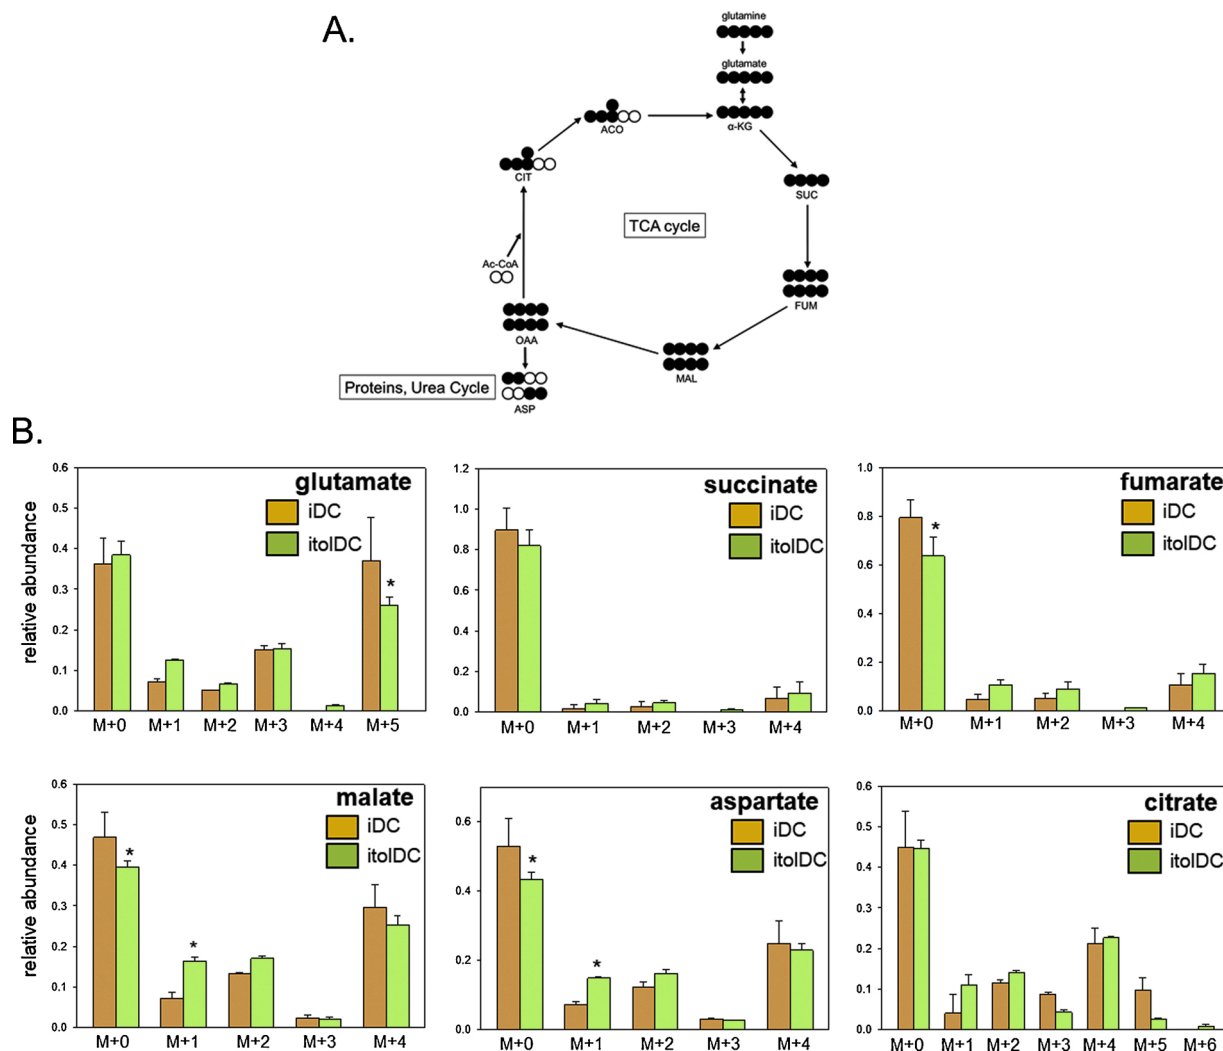 A.
glutamine
glutamate
α-KG
ACO
CIT
SUC
TCA cycle
Ac-CoA
FUM
OAA
MAL
Proteins, Urea Cycle
ASP
B.
glutamate
iDC
itolDC
relative abundance
0.6
0.4
0.3
0.2
0.1
0.0
M+0 M+1 M+2 M+3 M+4 M+5
*
succinate
iDC
itolDC
1.2
1.0
0.8
0.6
0.4
0.2
0.0
M+0 M+1 M+2 M+3 M+4
fumarate
iDC
itolDC
1.0
0.8
0.6
0.4
0.2
0.0
M+0 M+1 M+2 M+3 M+4
*
malate
iDC
itolDC
relative abundance
0.6
0.5
0.4
0.3
0.2
0.1
0.0
M+0 M+1 M+2 M+3 M+4
* *
aspartate
iDC
itolDC
0.6
0.4
0.2
0.0
M+0 M+1 M+2 M+3 M+4
* *
citrate
iDC
itolDC
0.6
0.5
0.4
0.3
0.2
0.1
0.0
M+0 M+1 M+2 M+3 M+4 M+5 M+6